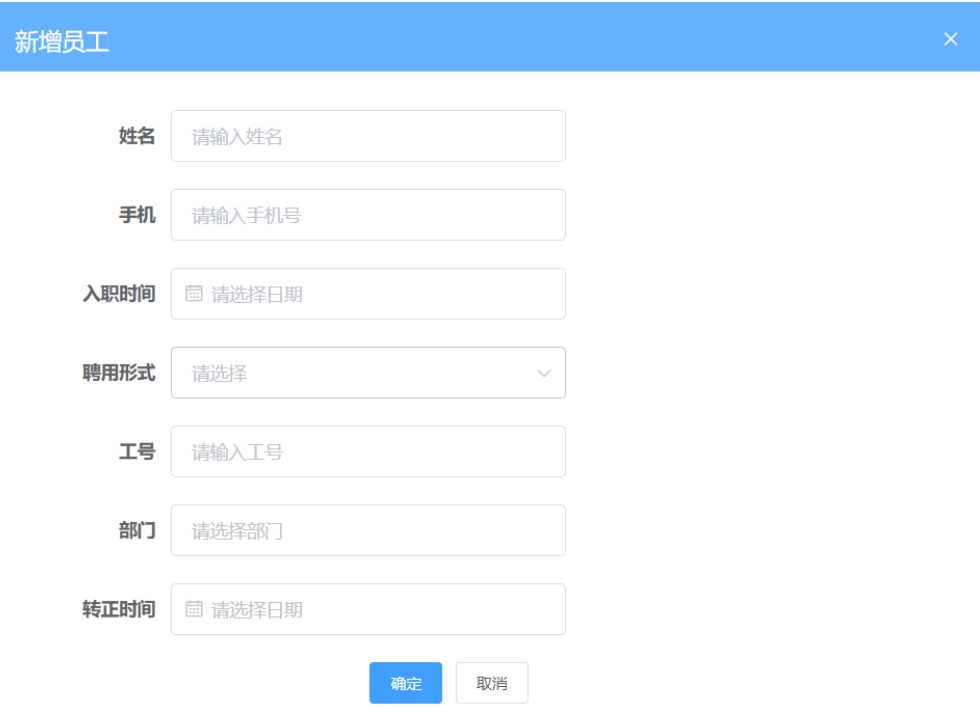 新增员工
姓名 请输入姓名
手机 请输入手机号
入职时间 请选择日期
聘用形式 请选择
工号 请输入工号
部门 请选择部门
转正时间 请选择日期
确定 取消